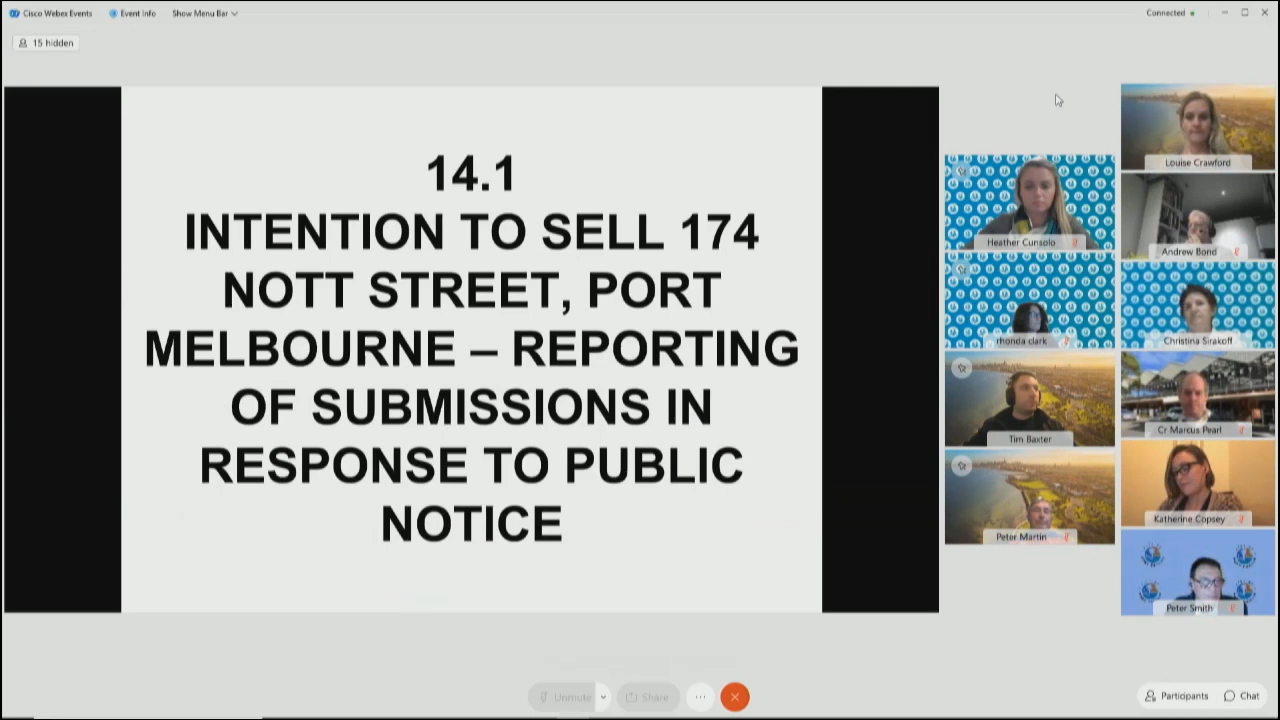 Cisco Webex Events
Event Info
Show Menu Bar
Connected
15 hidden
14.1
INTENTION TO SELL 174
NOTT STREET, PORT
MELBOURNE – REPORTING
OF SUBMISSIONS IN
RESPONSE TO PUBLIC
NOTICE
Heather Cunsolo
rhonda clark
Tim Baxter
Peter Martin
Louise Crawford
Andrew Bond
Christina Sirakoff
Cr Marcus Pearl
Katherine Copsey
Peter Smith
Unmute
Share
Participants
Chat